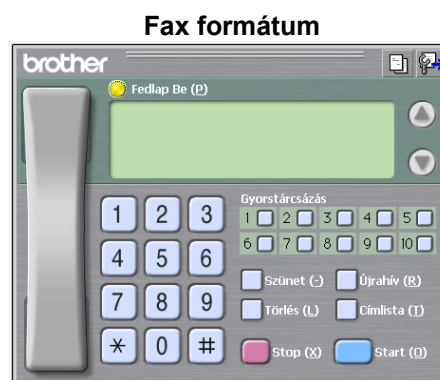 Fax formátum
brother
Fedlap Be (P)
Gyorstárcsázás
1 2 3 4 5
6 7 8 9 10
1 2 3
4 5 6
7 8 9
* 0 #
Szünet (-) Újrahív (R)
Törlés (L) Címlista (T)
Stop (X) Start (O)